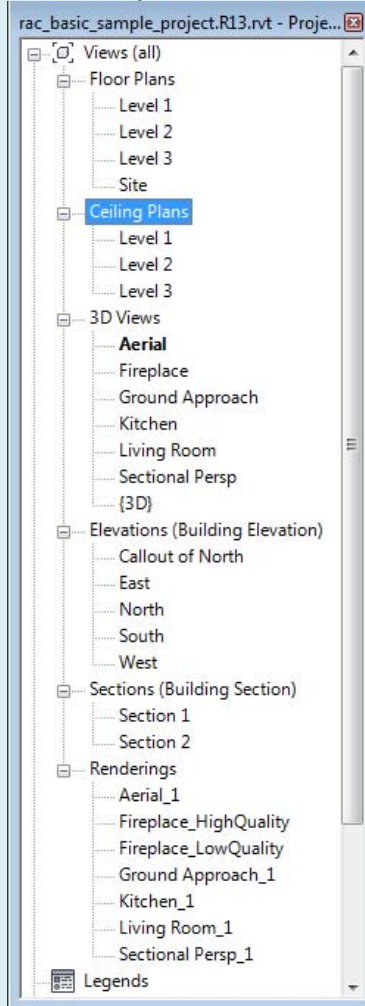 rac_basic_sample_project.R13.rvt - Proje...
Views (all)
Floor Plans
Level 1
Level 2
Level 3
Site
Ceiling Plans
Level 1
Level 2
Level 3
3D Views
Aerial
Fireplace
Ground Approach
Kitchen
Living Room
Sectional Persp
{3D}
Elevations (Building Elevation)
Callout of North
East
North
South
West
Sections (Building Section)
Section 1
Section 2
Renderings
Aerial_1
Fireplace_HighQuality
Fireplace_LowQuality
Ground Approach_1
Kitchen_1
Living Room_1
Sectional Persp_1
Legends